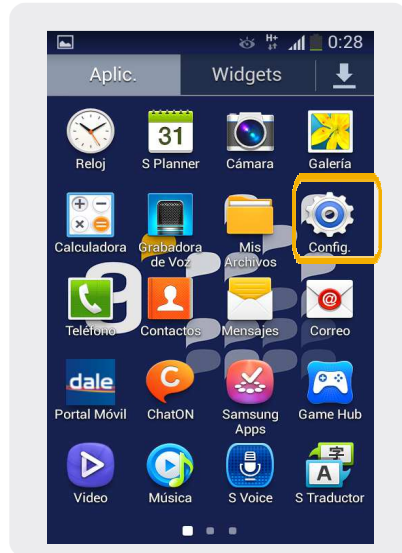 H+ 0:28
Aplic. Widgets
31
Reloj S Planner Cámara Galería
Calculadora Grabadora de Voz Mis Archivos Config.
Teléfono Contactos Mensajes Correo
dale
Portal Móvil ChatON Samsung Apps Game Hub
字
A
Video Música S Voice S Traductor